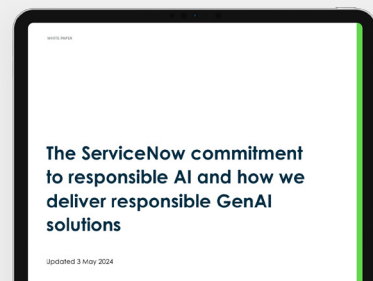 WHITE PAPER
The ServiceNow commitment
to responsible AI and how we
deliver responsible GenAI
solutions
Updated 3 May 2024